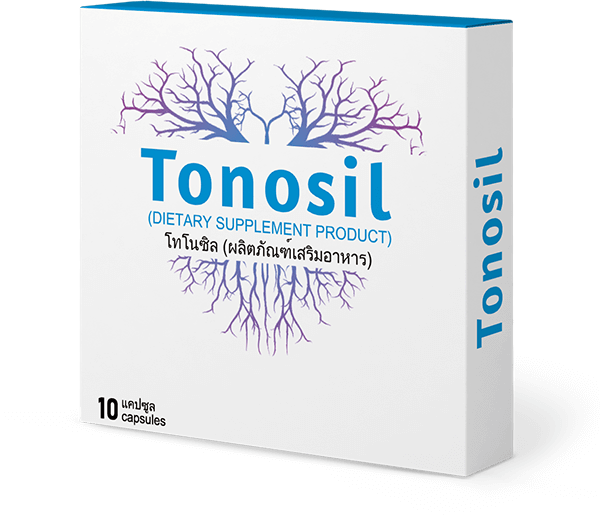 Tonosil
(DIETARY SUPPLEMENT PRODUCT)
โทโนซิล (ผลิตภัณฑ์เสริมอาหาร)
10 แคปซูล
capsules
Tonosil